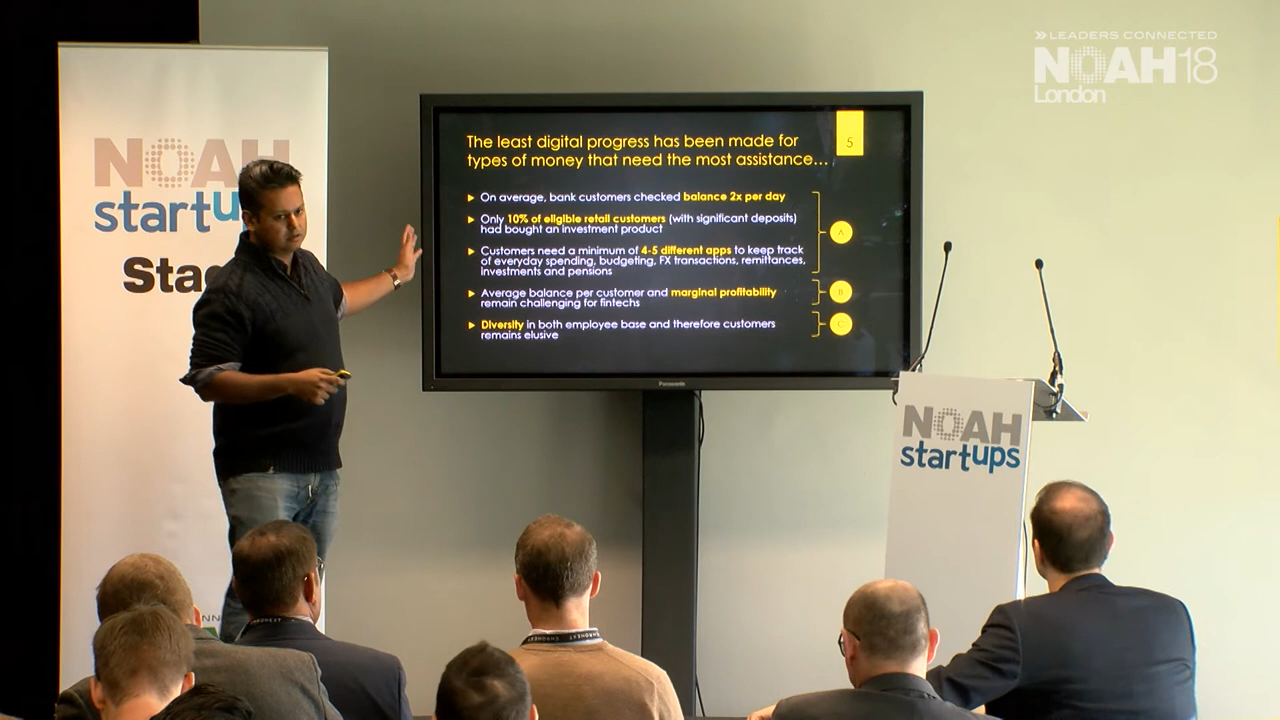 LEADERS CONNECTED
NOAH18
London
NOAH
startu
Sta
The least digital progress has been made for
types of money that need the most assistance...
5
On average, bank customers checked balance 2x per day
Only 10% of eligible retail customers (with significant deposits)
had bought an investment product
Customers need a minimum of 4-5 different apps to keep track
of everyday spending, budgeting, FX transactions, remittances,
investments and pensions
A
Average balance per customer and marginal profitability
remain challenging for fintechs
B
Diversity in both employee base and therefore customers
remains elusive
C
Panasonic
NOAH
startups
CHRONEXT
CHRONEXT